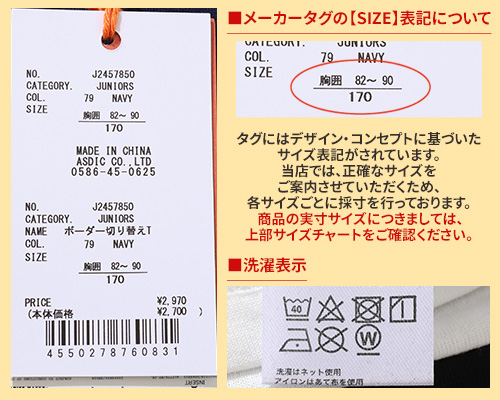 NO. J2457850
CATEGORY. JUNIORS
COL. 79 NAVY
SIZE
胸囲 82～ 90
170
MADE IN CHINA
ASDIC CO.,LTD
0586-45-0625
NO. J2457850
CATEGORY. JUNIORS
NAME ボーダー切り替えT
COL. 79 NAVY
SIZE
胸囲 82～ 90
170
PRICE ¥2,970
(本体価格 ¥2,700 )
4550278760831
INSERT
■メーカータグの【SIZE】表記について
CATEGORY. JUNIORS
COL. 79 NAVY
SIZE
胸囲 82～ 90
170
タグにはデザイン・コンセプトに基づいた
サイズ表記がされています。
当店では、正確なサイズを
ご案内させていただくため、
各サイズごとに採寸を行っております。
商品の実寸サイズにつきましては、
上部サイズチャートをご確認ください。
■洗濯表示
40
W
洗濯はネット使用
アイロンはあて布を使用